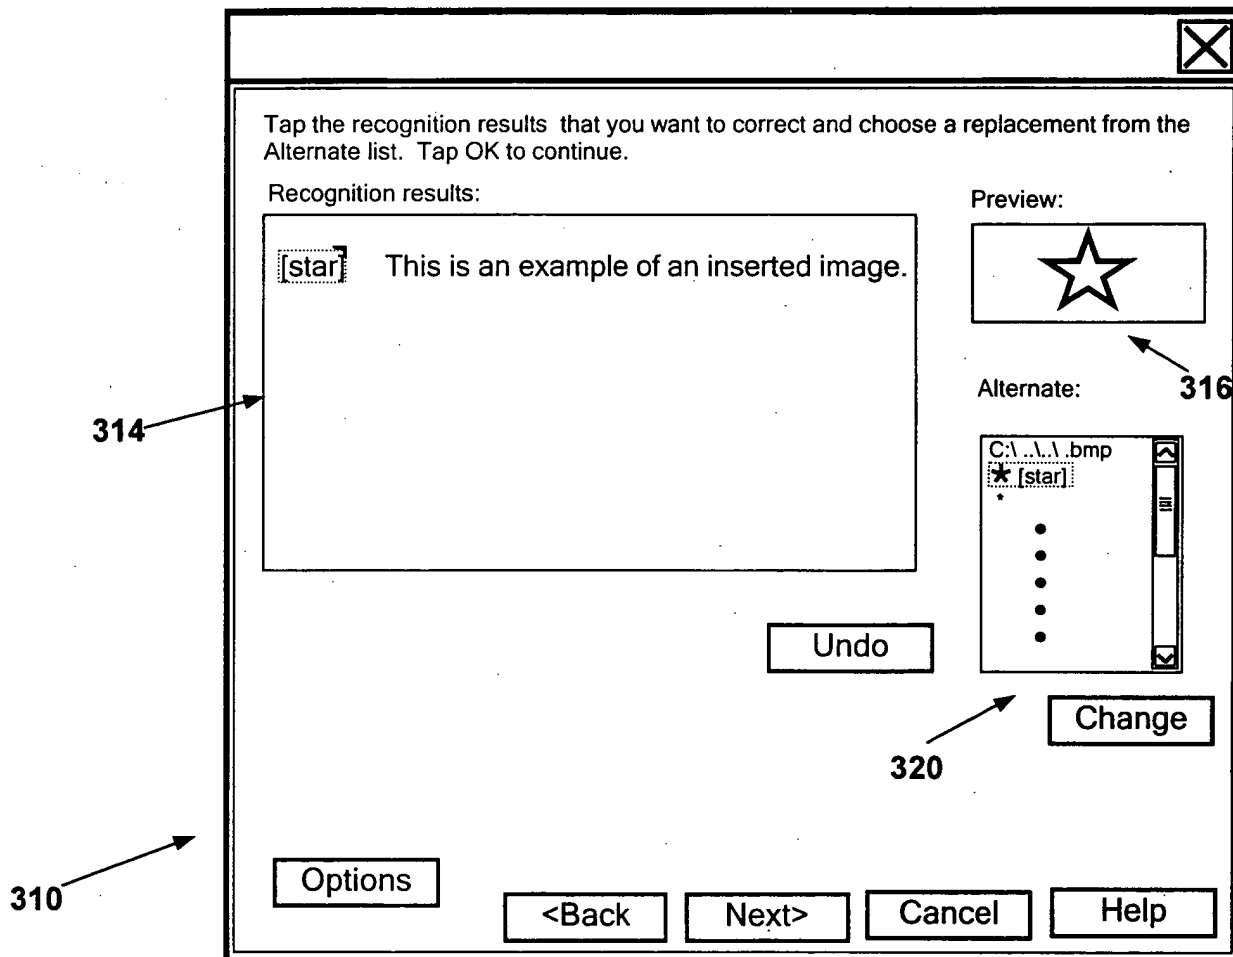 Tap the recognition results that you want to correct and choose a replacement from the
Alternate list. Tap OK to continue.
Recognition results:
Preview:
[star] This is an example of an inserted image.
316
Alternate:
314
C:\ ..\..\ .bmp
* [star]
*
Undo
Change
320
310
Options
<Back
Next>
Cancel
Help